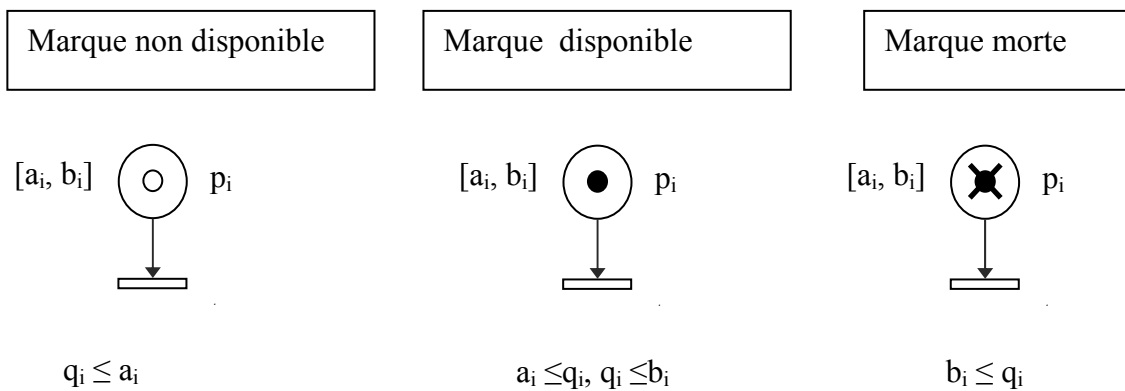 Marque non disponible
Marque disponible
Marque morte
[aᵢ, bᵢ] pᵢ
[aᵢ, bᵢ] pᵢ
[aᵢ, bᵢ] pᵢ
qᵢ ≤ aᵢ
aᵢ ≤qᵢ, qᵢ ≤bᵢ
bᵢ ≤ qᵢ